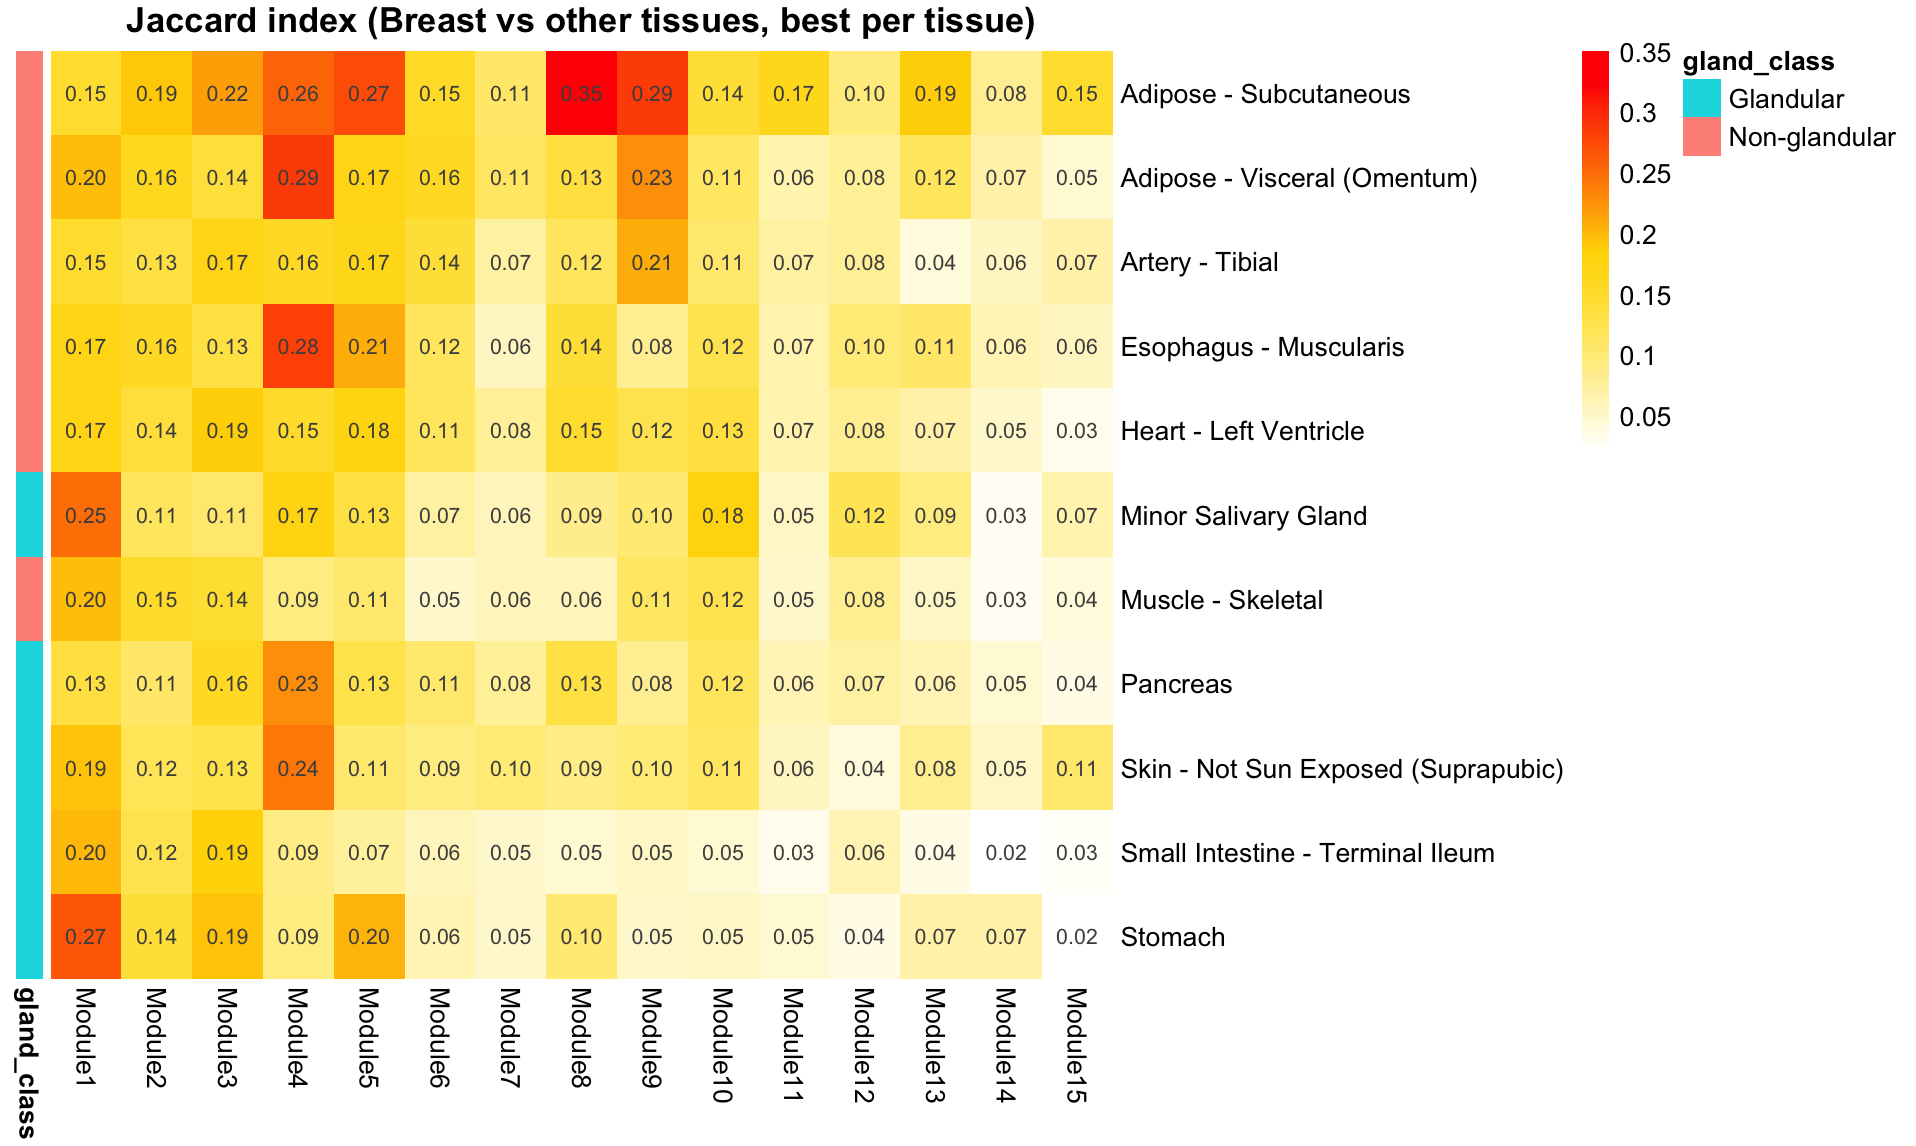 Jaccard index (Breast vs other tissues, best per tissue)
0.15 0.19 0.22 0.26 0.27 0.15 0.11 0.35 0.29 0.14 0.17 0.10 0.19 0.08 0.15 Adipose - Subcutaneous
0.20 0.16 0.14 0.29 0.17 0.16 0.11 0.13 0.23 0.11 0.06 0.08 0.12 0.07 0.05 Adipose - Visceral (Omentum)
0.15 0.13 0.17 0.16 0.17 0.14 0.07 0.12 0.21 0.11 0.07 0.08 0.04 0.06 0.07 Artery - Tibial
0.17 0.16 0.13 0.28 0.21 0.12 0.06 0.14 0.08 0.12 0.07 0.10 0.11 0.06 0.06 Esophagus - Muscularis
0.17 0.14 0.19 0.15 0.18 0.11 0.08 0.15 0.12 0.13 0.07 0.08 0.07 0.05 0.03 Heart - Left Ventricle
0.25 0.11 0.11 0.17 0.13 0.07 0.06 0.09 0.10 0.18 0.05 0.12 0.09 0.03 0.07 Minor Salivary Gland
0.20 0.15 0.14 0.09 0.11 0.05 0.06 0.06 0.11 0.12 0.05 0.08 0.05 0.03 0.04 Muscle - Skeletal
0.13 0.11 0.16 0.23 0.13 0.11 0.08 0.13 0.08 0.12 0.06 0.07 0.06 0.05 0.04 Pancreas
0.19 0.12 0.13 0.24 0.11 0.09 0.10 0.09 0.10 0.11 0.06 0.04 0.08 0.05 0.11 Skin - Not Sun Exposed (Suprapubic)
0.20 0.12 0.19 0.09 0.07 0.06 0.05 0.05 0.05 0.05 0.03 0.06 0.04 0.02 0.03 Small Intestine - Terminal Ileum
0.27 0.14 0.19 0.09 0.20 0.06 0.05 0.10 0.05 0.05 0.05 0.04 0.07 0.07 0.02 Stomach
gland_class
Module1
Module2
Module3
Module4
Module5
Module6
Module7
Module8
Module9
Module10
Module11
Module12
Module13
Module14
Module15
0.35
0.3
0.25
0.2
0.15
0.1
0.05
gland_class
Glandular
Non-glandular